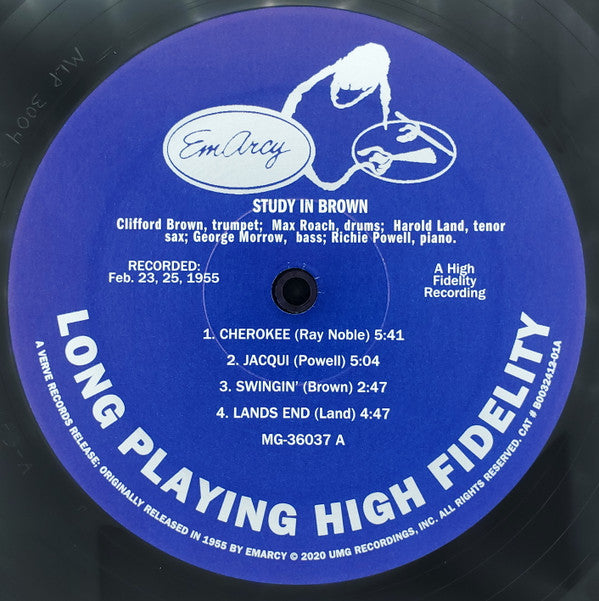 EmArcy
STUDY IN BROWN
Clifford Brown, trumpet; Max Roach, drums; Harold Land, tenor
sax; George Morrow, bass; Richie Powell, piano.
RECORDED:
Feb. 23, 25, 1955
A High
Fidelity
Recording
1. CHEROKEE (Ray Noble) 5:41
2. JACQUI (Powell) 5:04
3. SWINGIN' (Brown) 2:47
4. LANDS END (Land) 4:47
MG-36037 A
LONG PLAYING HIGH FIDELITY
A VERVE RECORDS RELEASE; ORIGINALLY RELEASED IN 1955 BY EMARCY © 2020 UMG RECORDINGS, INC. ALL RIGHTS RESERVED. CAT # B0032412-01A
MLP 3004